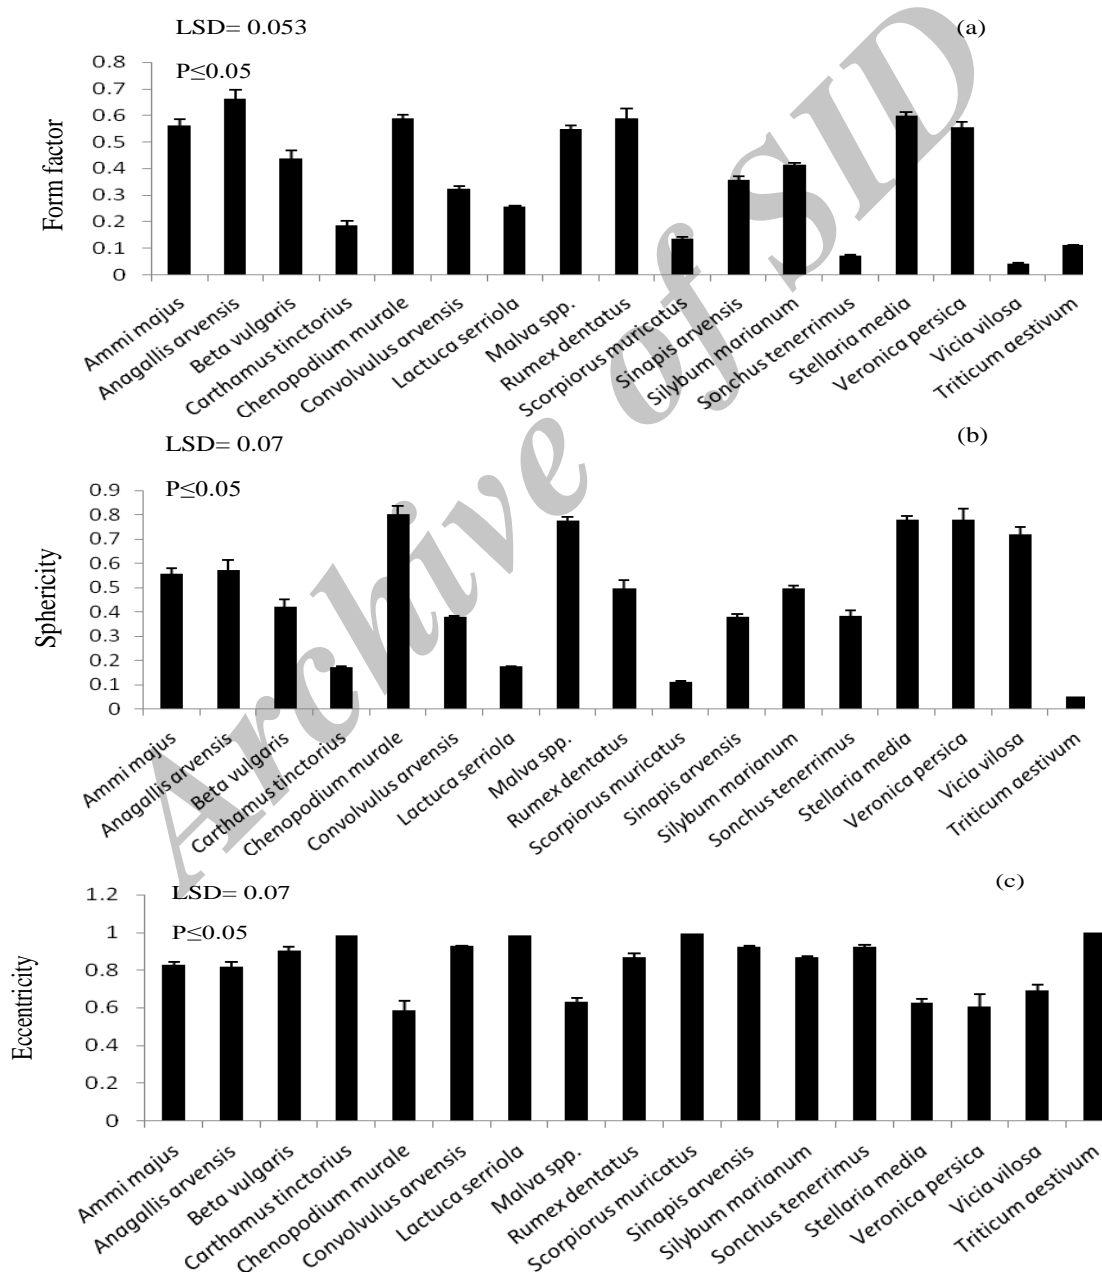 LSD= 0.053
(a)
P≤0.05
Form factor
0.8
0.7
0.6
0.5
0.4
0.3
0.2
0.1
0
Ammi majus
Anagallis arvensis
Beta vulgaris
Carthamus tinctorius
Chenopodium murale
Convolvulus arvensis
Lactuca serriola
Malva spp.
Rumex dentatus
Scorpiorus muricatus
Sinapis arvensis
Silybum marianum
Sonchus tenerrimus
Stellaria media
Veronica persica
Vicia vilosa
Triticum aestivum
LSD= 0.07
(b)
P≤0.05
Sphericity
0.9
0.8
0.7
0.6
0.5
0.4
0.3
0.2
0.1
0
Ammi majus
Anagallis arvensis
Beta vulgaris
Carthamus tinctorius
Chenopodium murale
Convolvulus arvensis
Lactuca serriola
Malva spp.
Rumex dentatus
Scorpiorus muricatus
Sinapis arvensis
Silybum marianum
Sonchus tenerrimus
Stellaria media
Veronica persica
Vicia vilosa
Triticum aestivum
LSD= 0.07
(c)
P≤0.05
Eccentricity
1.2
1
0.8
0.6
0.4
0.2
0
Ammi majus
Anagallis arvensis
Beta vulgaris
Carthamus tinctorius
Chenopodium murale
Convolvulus arvensis
Lactuca serriola
Malva spp.
Rumex dentatus
Scorpiorus muricatus
Sinapis arvensis
Silybum marianum
Sonchus tenerrimus
Stellaria media
Veronica persica
Vicia vilosa
Triticum aestivum
Archive of SID